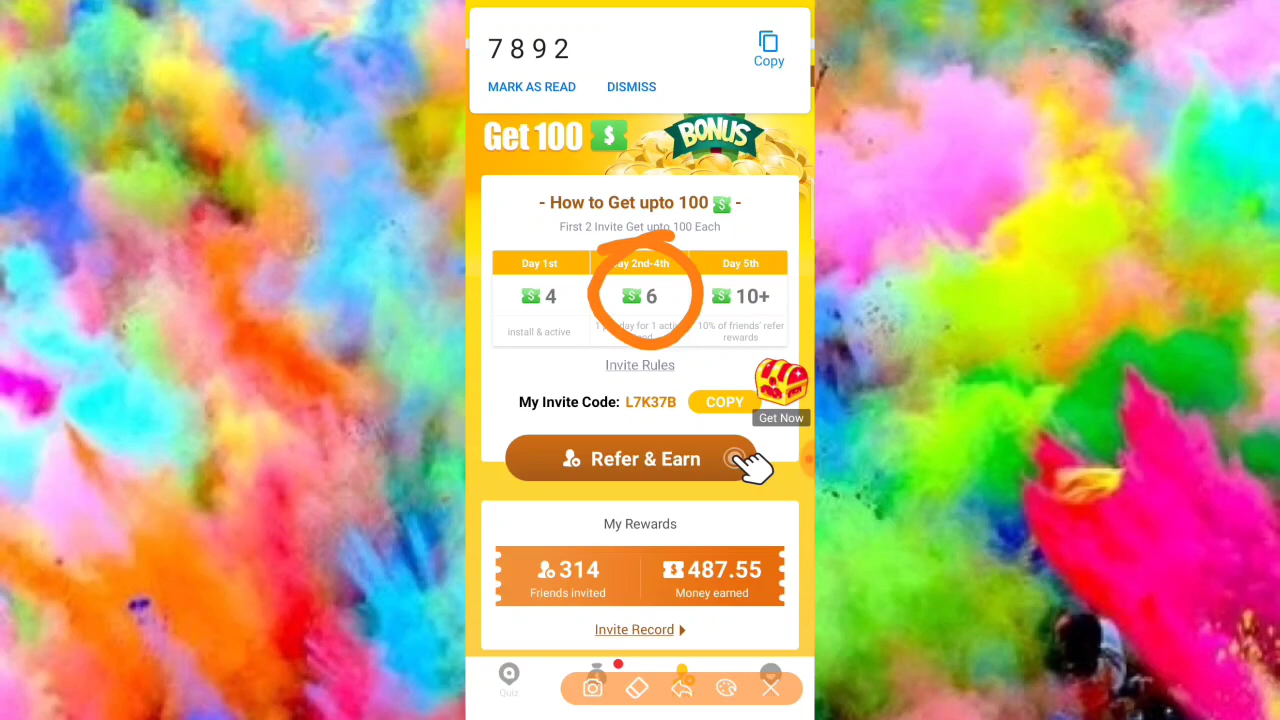 7892
Copy
MARK AS READ
DISMISS
Get 100 $
BONUS
- How to Get upto 100 $ -
First 2 Invite Get upto 100 Each
Day 1st
Day 2nd-4th
Day 5th
$ 4
$ 6
$ 10+
install & active
10% of friends' refer
rewards
Invite Rules
My Invite Code: L7K37B
COPY
Get Now
Refer & Earn
My Rewards
314
$ 487.55
Friends invited
Money earned
Invite Record
Quiz